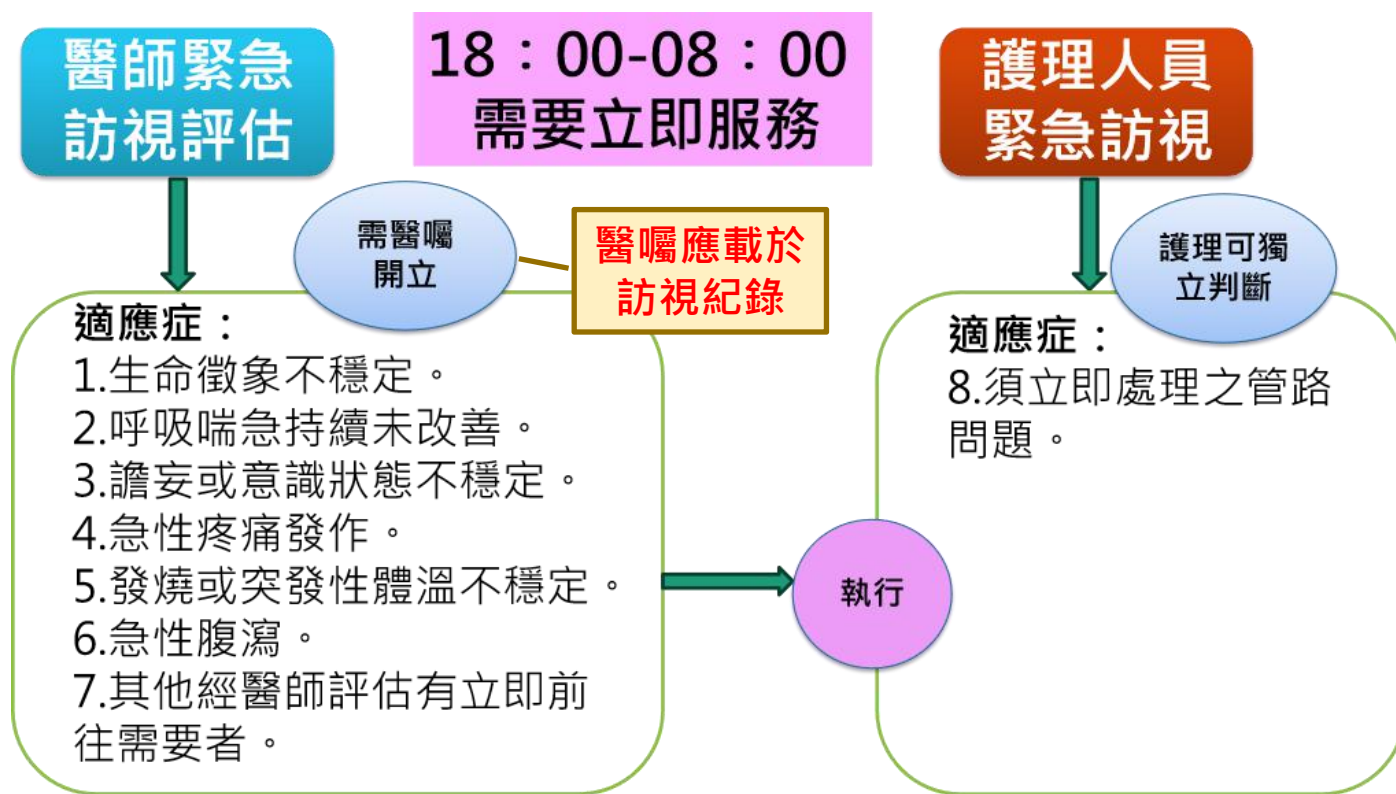 醫師緊急
訪視評估
18：00-08：00
需要立即服務
護理人員
緊急訪視
需醫囑
開立
醫囑應載於
訪視紀錄
護理可獨
立判斷
適應症：
1.生命徵象不穩定。
2.呼吸喘急持續未改善。
3.譫妄或意識狀態不穩定。
4.急性疼痛發作。
5.發燒或突發性體溫不穩定。
6.急性腹瀉。
7.其他經醫師評估有立即前
往需要者。
執行
適應症：
8.須立即處理之管路
問題。